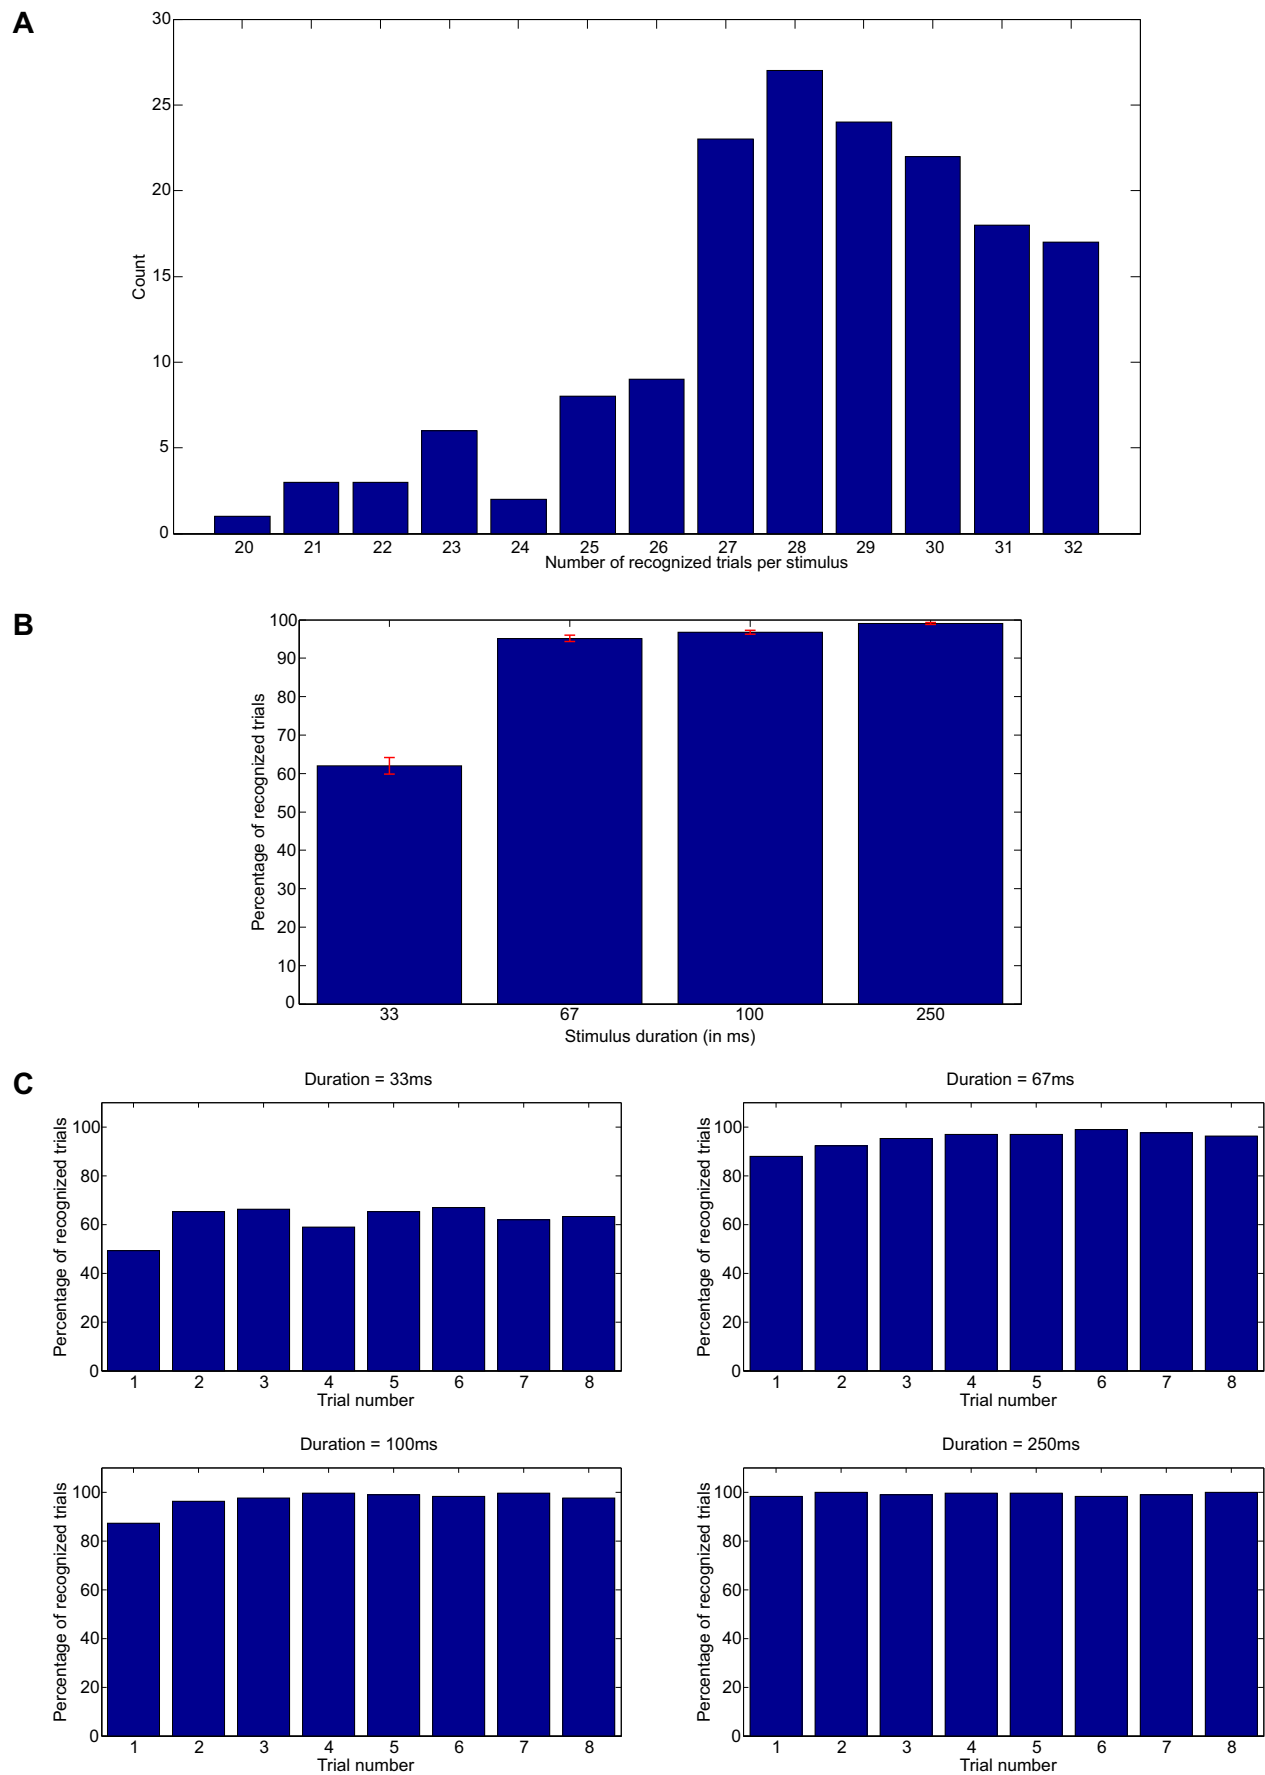 A
30
25
20
15
10
5
0
Count
20 21 22 23 24 25 26 27 28 29 30 31 32
Number of recognized trials per stimulus
B
100
90
80
70
60
50
40
30
20
10
0
Percentage of recognized trials
33 67 100 250
Stimulus duration (in ms)
C
Duration = 33ms
100
80
60
40
20
0
Percentage of recognized trials
1 2 3 4 5 6 7 8
Trial number
Duration = 67ms
100
80
60
40
20
0
Percentage of recognized trials
1 2 3 4 5 6 7 8
Trial number
Duration = 100ms
100
80
60
40
20
0
Percentage of recognized trials
1 2 3 4 5 6 7 8
Trial number
Duration = 250ms
100
80
60
40
20
0
Percentage of recognized trials
1 2 3 4 5 6 7 8
Trial number